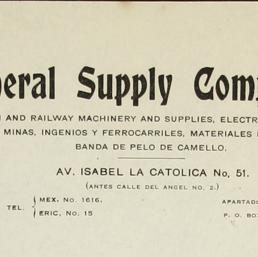 neral Supply Com
AND RAILWAY MACHINERY AND SUPPLIES, ELECTR
MINAS, INGENIOS Y FERROCARRILES, MATERIALES
BANDA DE PELO DE CAMELLO.
AV. ISABEL LA CATOLICA No, 51.
(ANTES CALLE DEL ANGEL NO. 2.)
TEL. { MEX, No. 1616.
ERIC, No. 15
APARTADO
P. O. BO